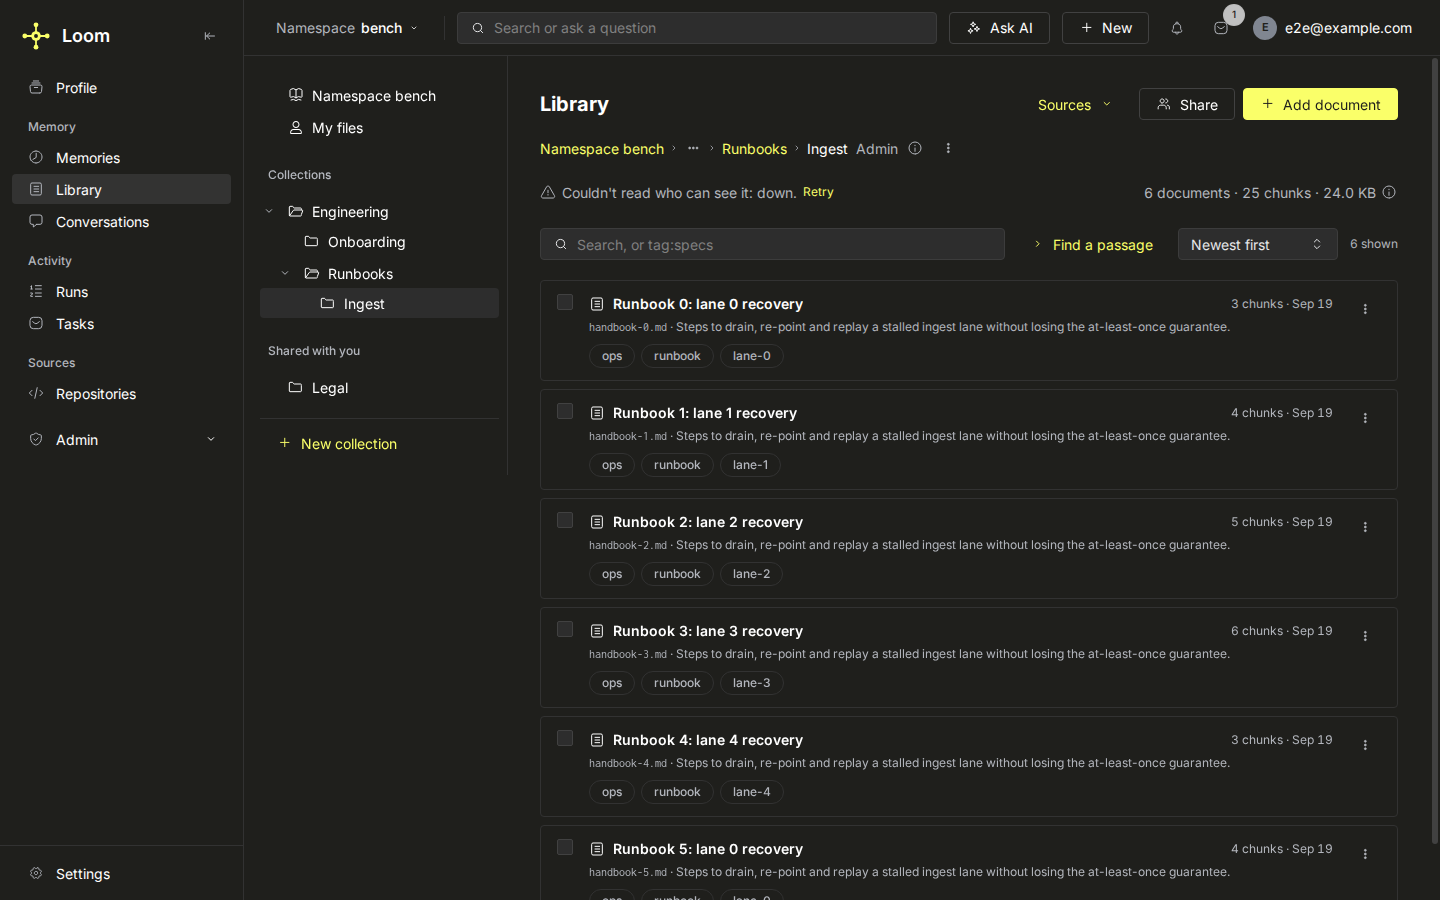 Loom
Profile
Memory
Memories
Library
Conversations
Activity
Runs
Tasks
Sources
Repositories
Admin
Settings
Namespace bench
Search or ask a question
Ask AI
New
1
E
e2e@example.com
Namespace bench
My files
Collections
Engineering
Onboarding
Runbooks
Ingest
Shared with you
Legal
New collection
Library
Sources
Share
Add document
Namespace bench › ··· › Runbooks › Ingest Admin
Couldn't read who can see it: down. Retry
6 documents · 25 chunks · 24.0 KB
Search, or tag:specs
Find a passage
Newest first
6 shown
Runbook 0: lane 0 recovery
3 chunks · Sep 19
handbook-0.md · Steps to drain, re-point and replay a stalled ingest lane without losing the at-least-once guarantee.
ops runbook lane-0
Runbook 1: lane 1 recovery
4 chunks · Sep 19
handbook-1.md · Steps to drain, re-point and replay a stalled ingest lane without losing the at-least-once guarantee.
ops runbook lane-1
Runbook 2: lane 2 recovery
5 chunks · Sep 19
handbook-2.md · Steps to drain, re-point and replay a stalled ingest lane without losing the at-least-once guarantee.
ops runbook lane-2
Runbook 3: lane 3 recovery
6 chunks · Sep 19
handbook-3.md · Steps to drain, re-point and replay a stalled ingest lane without losing the at-least-once guarantee.
ops runbook lane-3
Runbook 4: lane 4 recovery
3 chunks · Sep 19
handbook-4.md · Steps to drain, re-point and replay a stalled ingest lane without losing the at-least-once guarantee.
ops runbook lane-4
Runbook 5: lane 0 recovery
4 chunks · Sep 19
handbook-5.md · Steps to drain, re-point and replay a stalled ingest lane without losing the at-least-once guarantee.
ops runbook lane-0